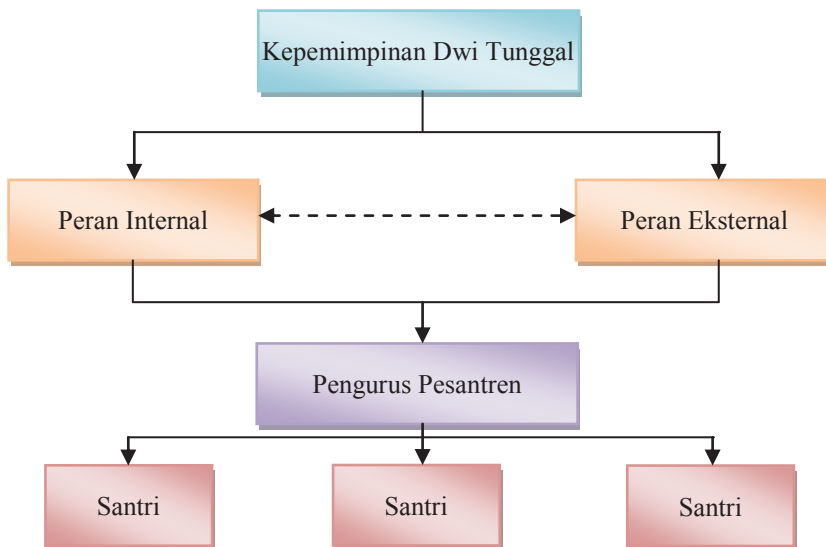 Kepemimpinan Dwi Tunggal
Peran Internal
Peran Eksternal
Pengurus Pesantren
Santri
Santri
Santri